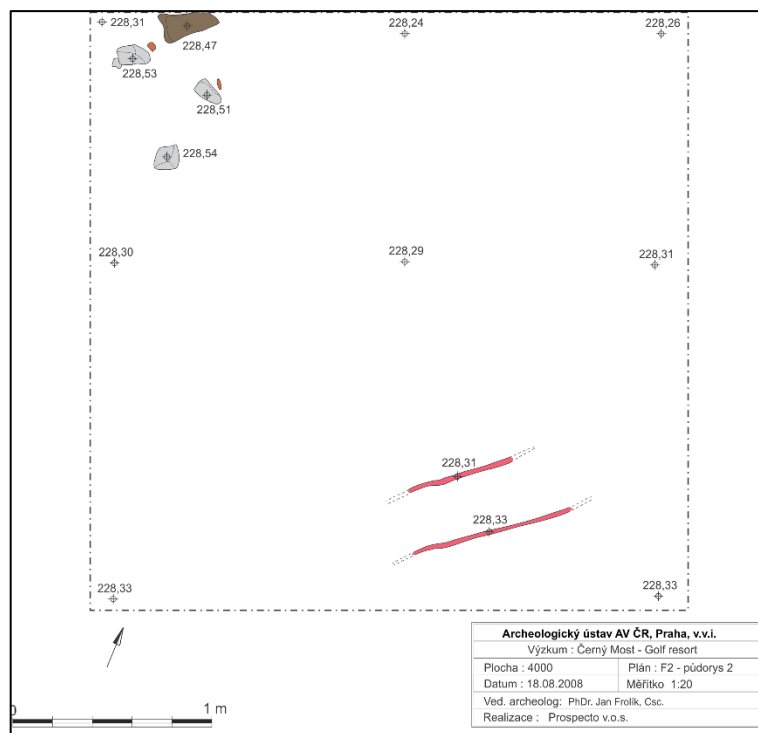 228,31
228,24
228,26
228,47
228,53
228,51
228,54
228,30
228,29
228,31
228,31
228,33
228,33
228,33
0 1 m
Archeologický ústav AV ČR, Praha, v.v.i.
Výzkum : Černý Most - Golf resort
Plocha : 4000 Plán : F2 - půdorys 2
Datum : 18.08.2008 Měřítko 1:20
Ved. archeolog: PhDr. Jan Frolík, Csc.
Realizace : Prospecto v.o.s.